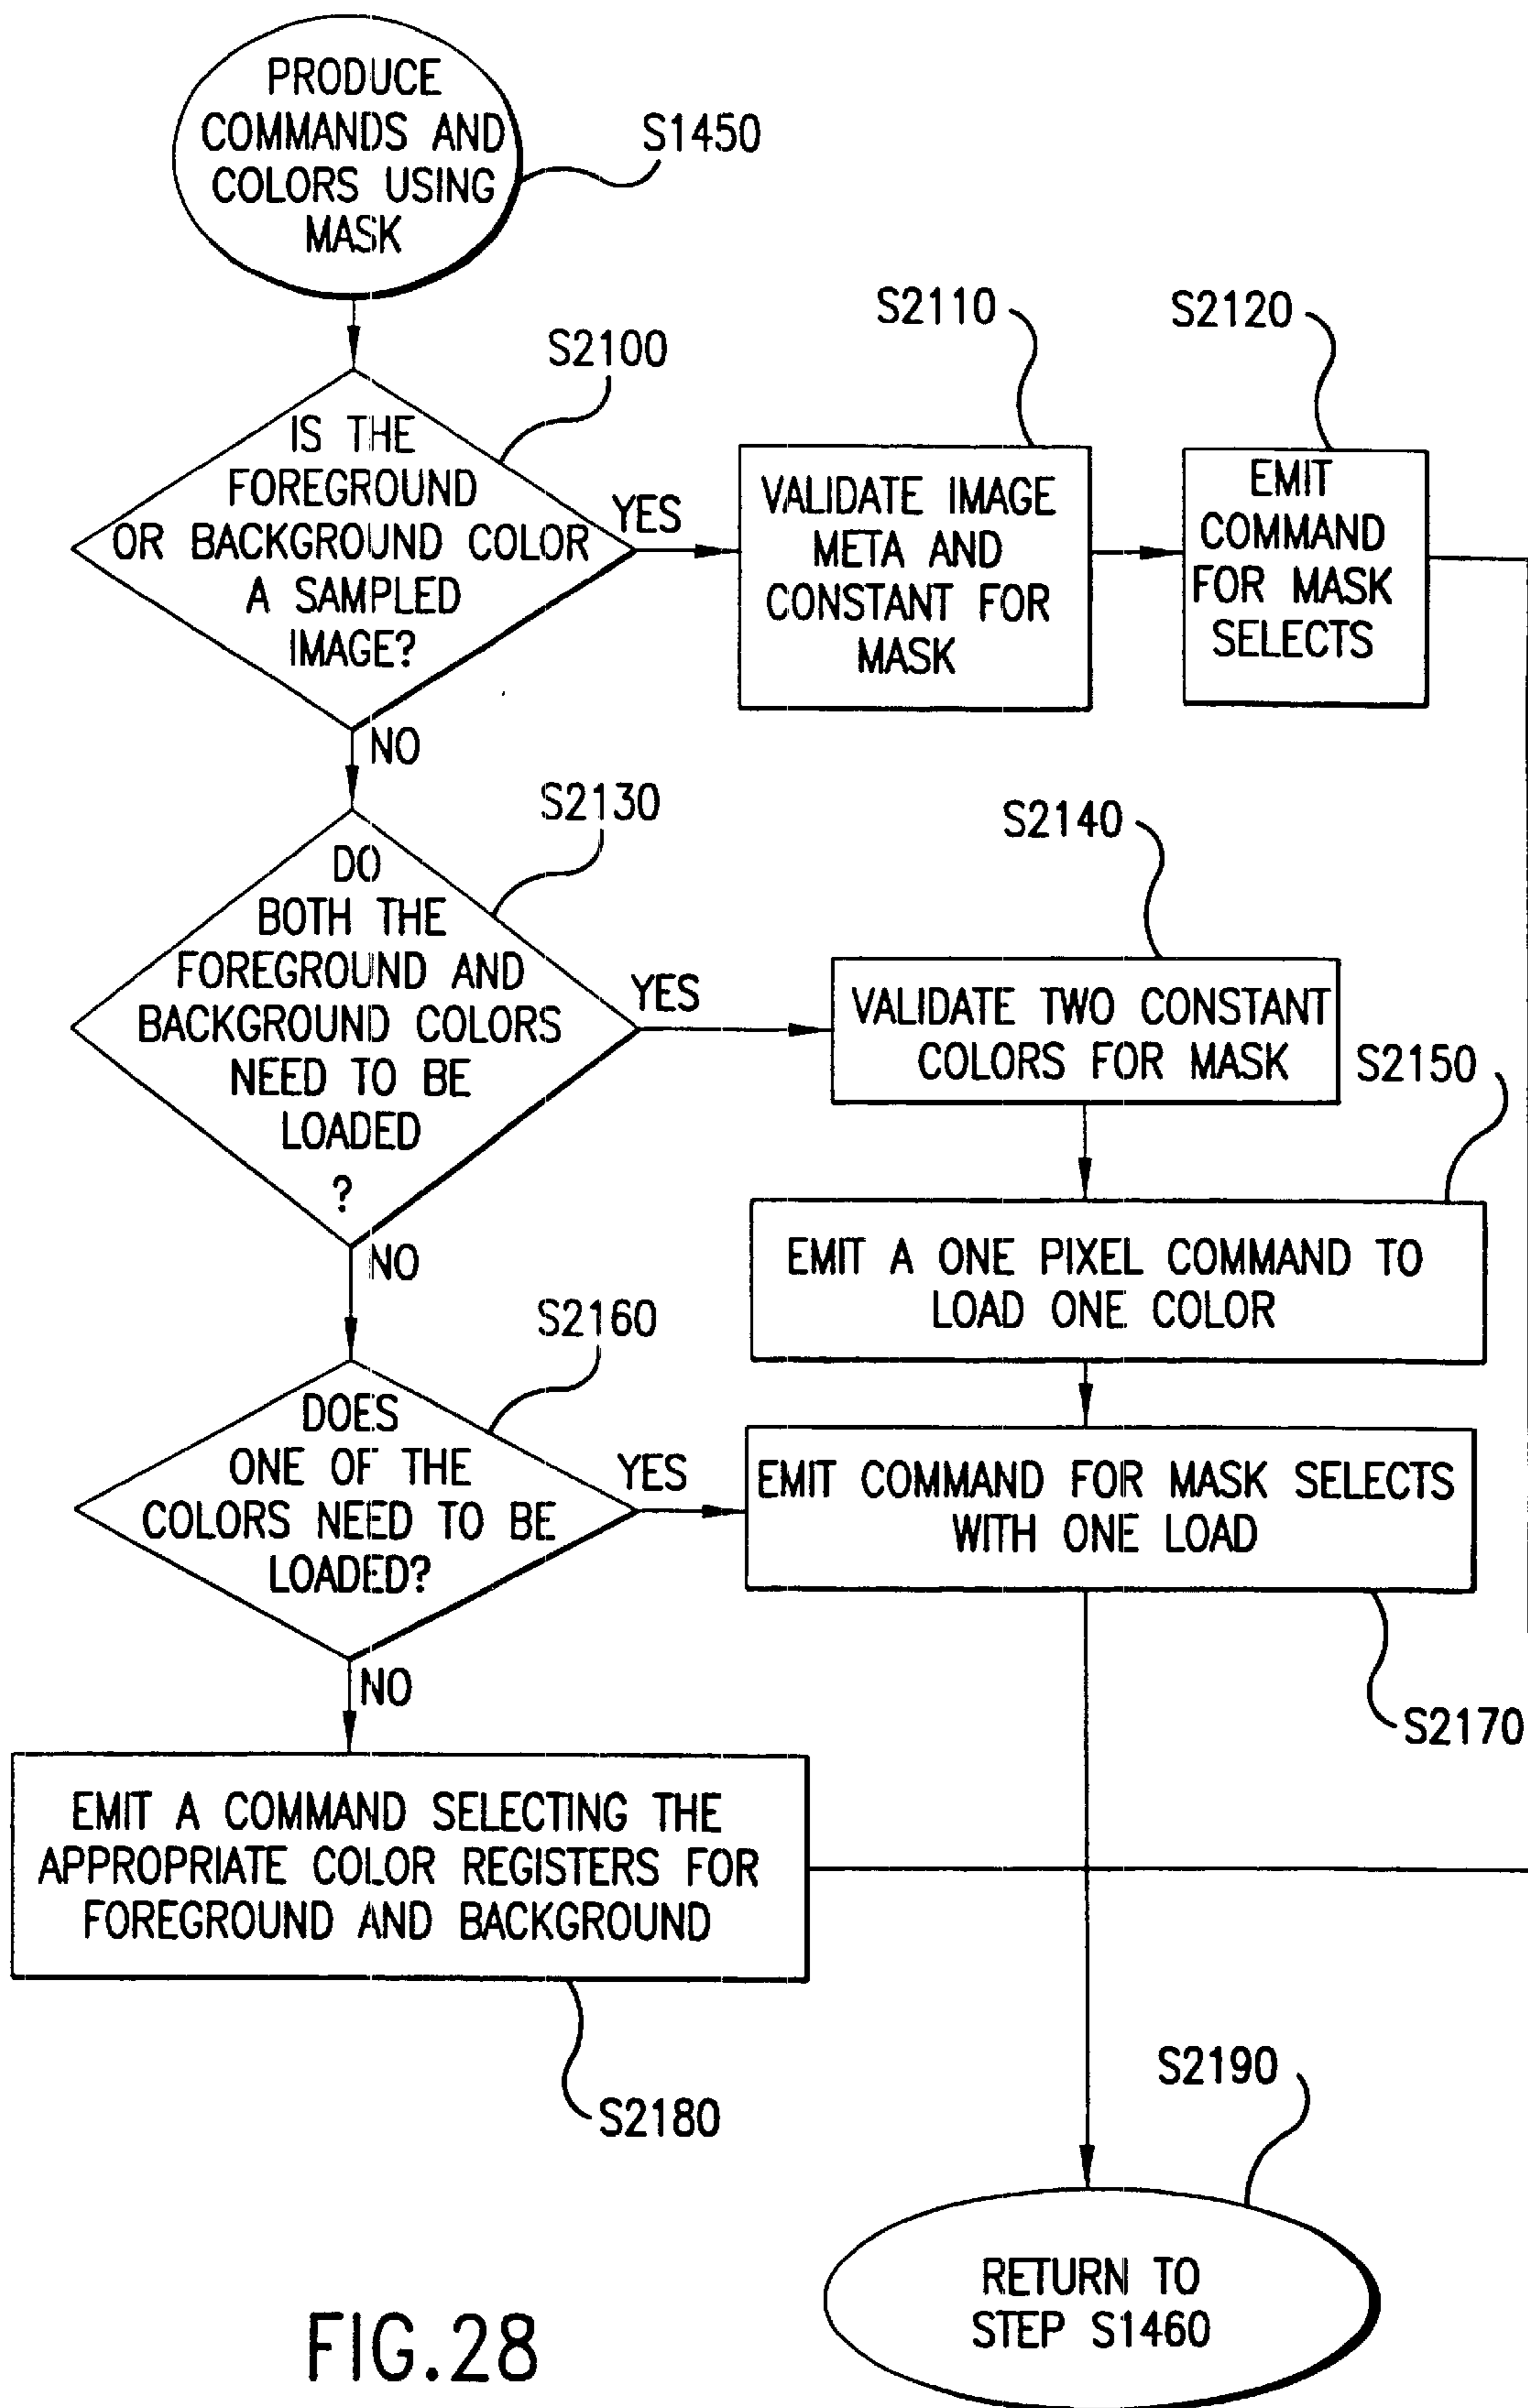 PRODUCE
COMMANDS AND
COLORS USING
MASK
S1450
S2100
IS THE
FOREGROUND
OR BACKGROUND COLOR
A SAMPLED
IMAGE?
YES
NO
S2110
VALIDATE IMAGE
META AND
CONSTANT FOR
MASK
S2120
EMIT
COMMAND
FOR MASK
SELECTS
S2130
DO
BOTH THE
FOREGROUND AND
BACKGROUND COLORS
NEED TO BE
LOADED
?
YES
NO
S2140
VALIDATE TWO CONSTANT
COLORS FOR MASK
S2150
EMIT A ONE PIXEL COMMAND TO
LOAD ONE COLOR
S2160
DOES
ONE OF THE
COLORS NEED TO BE
LOADED?
YES
NO
EMIT COMMAND FOR MASK SELECTS
WITH ONE LOAD
S2170
EMIT A COMMAND SELECTING THE
APPROPRIATE COLOR REGISTERS FOR
FOREGROUND AND BACKGROUND
S2180
S2190
RETURN TO
STEP S1460
FIG.28